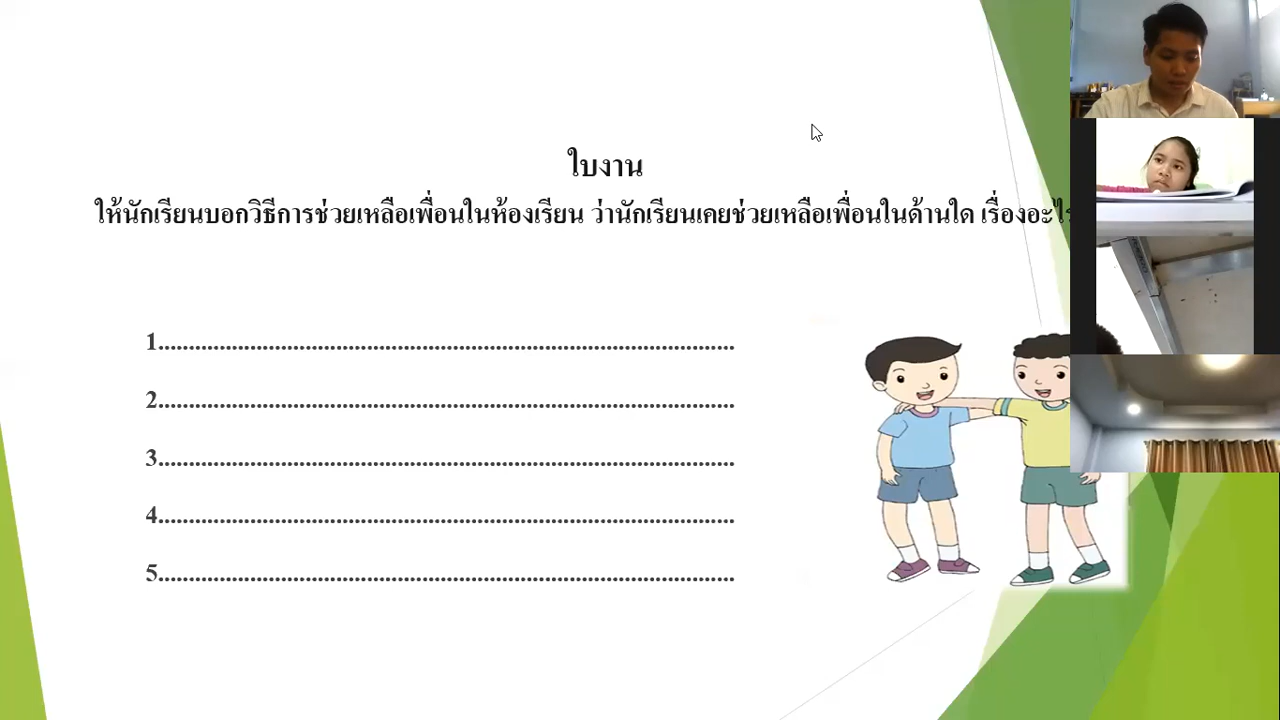 ใบงาน
ให้นักเรียนบอกวิธีการช่วยเหลือเพื่อนในห้องเรียน ว่านักเรียนเคยช่วยเหลือเพื่อนในด้านใด เรื่องอะไร
1................................................................................................
2................................................................................................
3................................................................................................
4................................................................................................
5................................................................................................